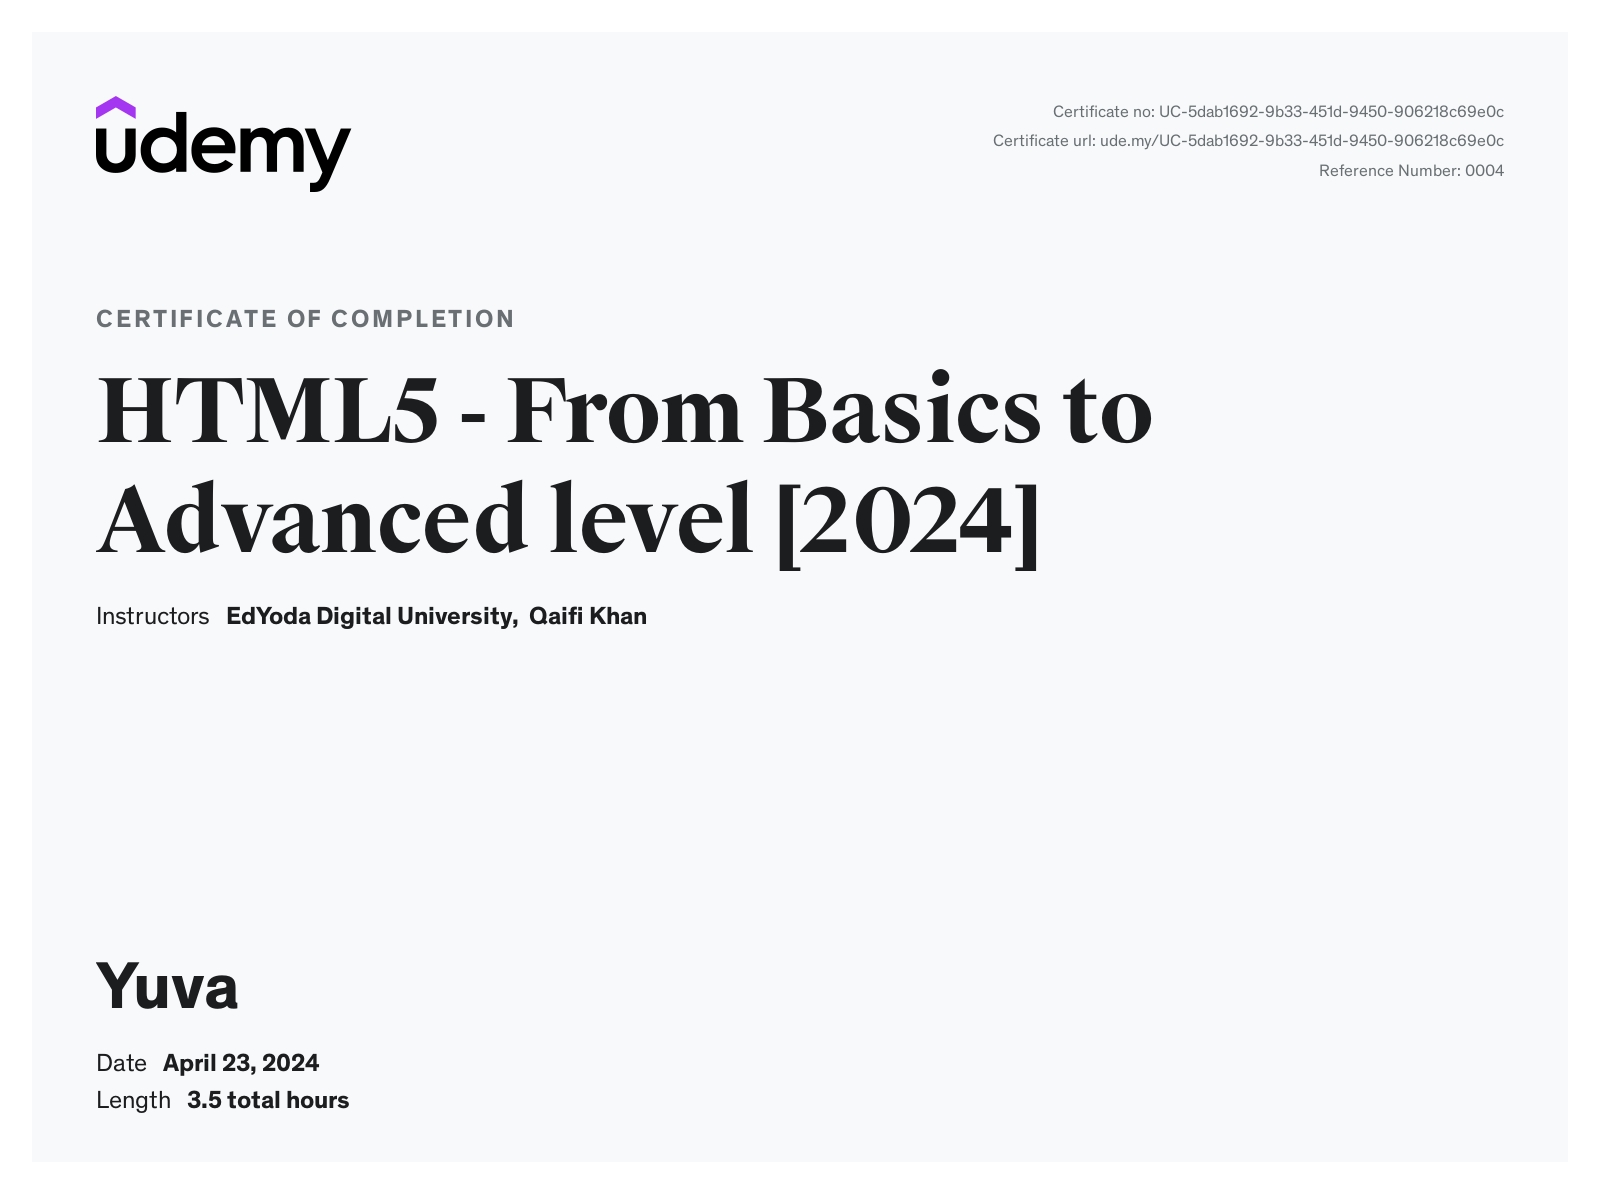 udemy
Certificate no: UC-5dab1692-9b33-451d-9450-906218c69e0c
Certificate url: ude.my/UC-5dab1692-9b33-451d-9450-906218c69e0c
Reference Number: 0004
CERTIFICATE OF COMPLETION
HTML5 - From Basics to
Advanced level [2024]
Instructors EdYoda Digital University, Qaifi Khan
Yuva
Date April 23, 2024
Length 3.5 total hours